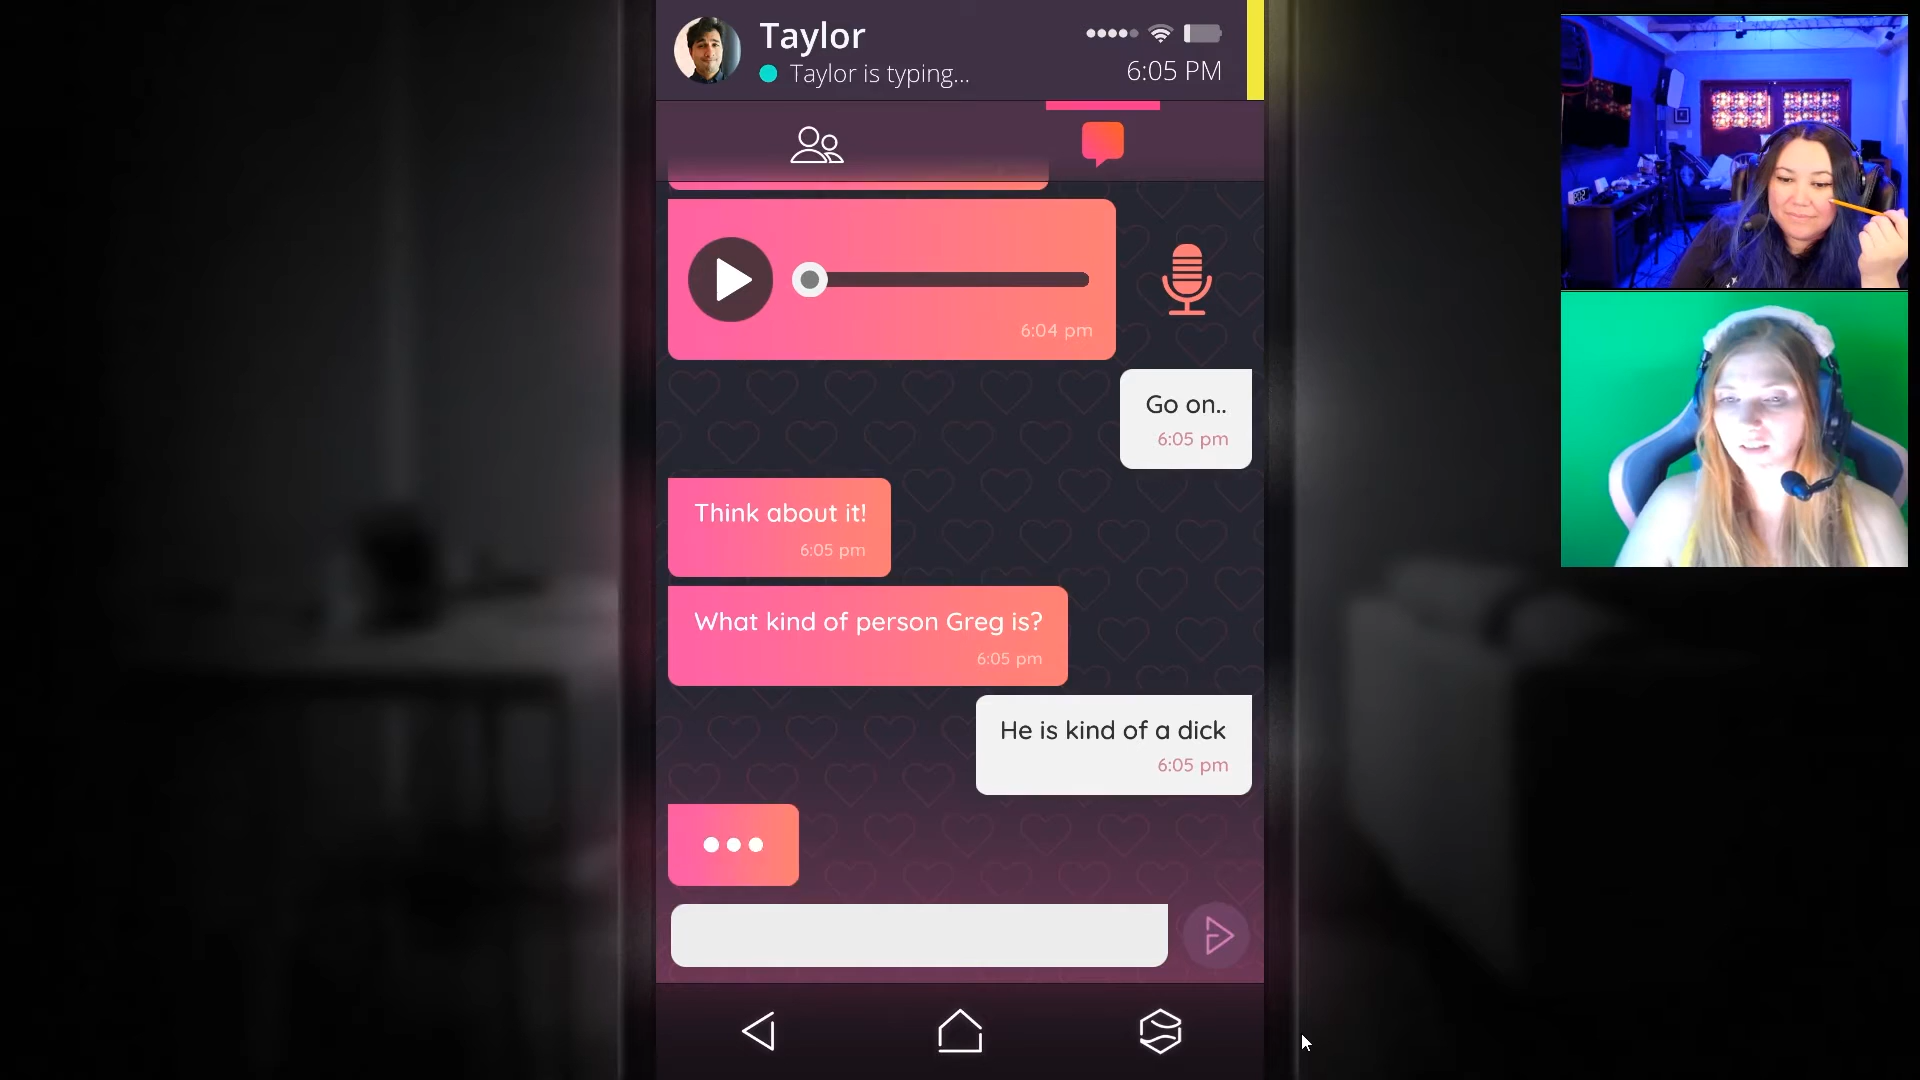 Taylor
Taylor is typing...
6:05 PM
6:04 pm
Go on..
6:05 pm
Think about it!
6:05 pm
What kind of person Greg is?
6:05 pm
He is kind of a dick
6:05 pm